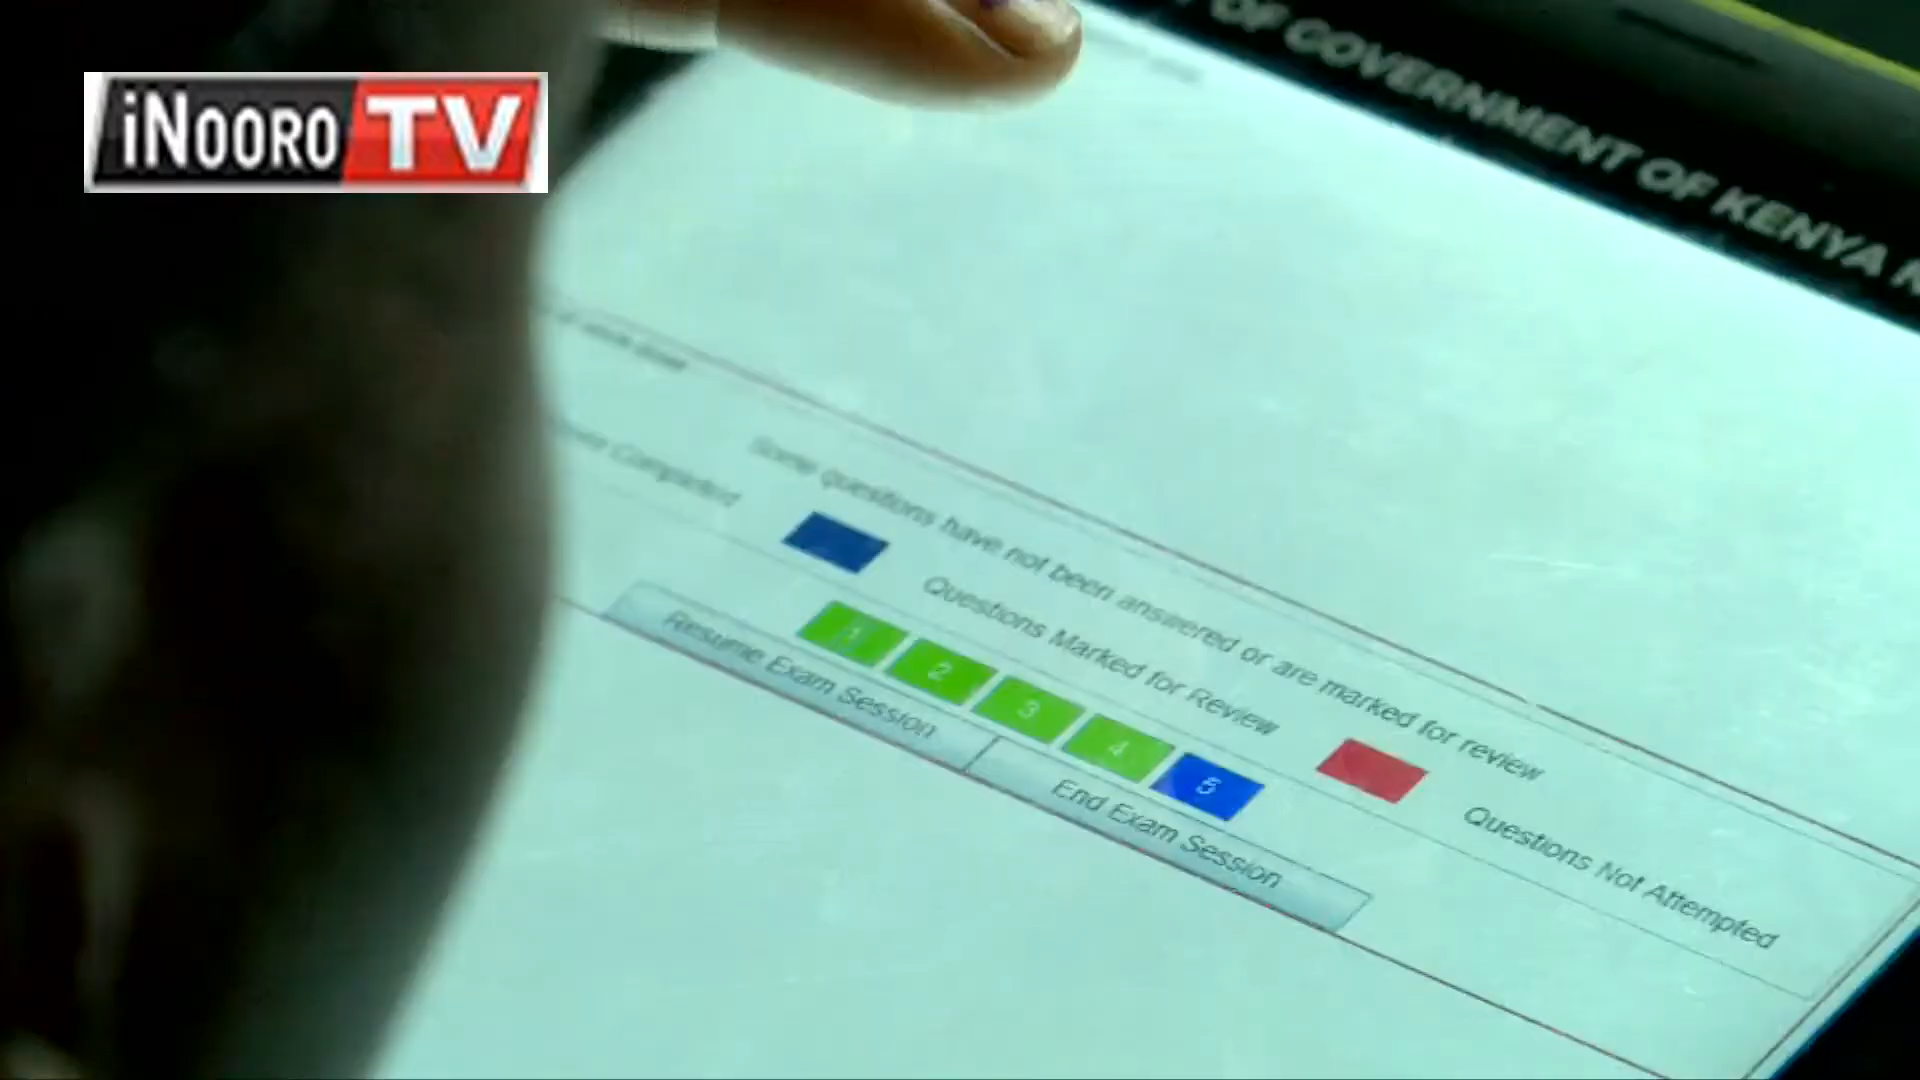 iNOORO TV
OF GOVERNMENT OF KENYA
Completed
Some questions have not been answered or are marked for review
Questions Marked for Review
Questions Not Attempted
1 2 3 4 5
Resume Exam Session
End Exam Session